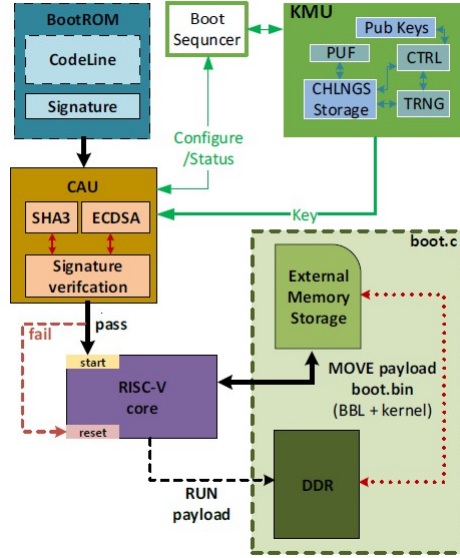 BootROM
CodeLine
Signature
Boot
Sequncer
KMU
Pub Keys
PUF
CTRL
CHLNGS
Storage
TRNG
Configure
/Status
Key
CAU
SHA3
ECDSA
Signature
verifcation
pass
fail
start
RISC-V
core
reset
RUN
payload
boot.c
External
Memory
Storage
MOVE payload
boot.bin
(BBL + kernel)
DDR